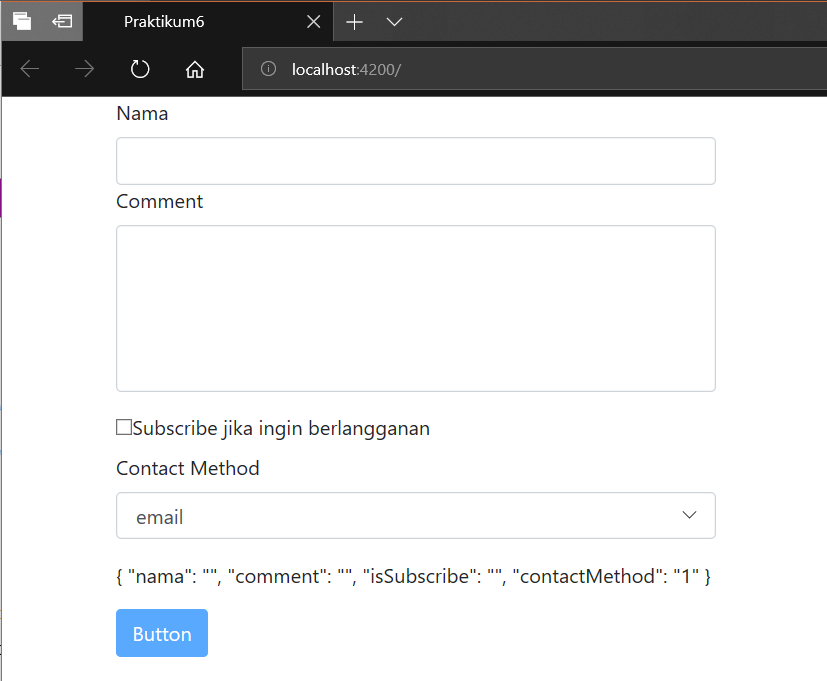 Praktikum6
localhost:4200/
Nama
Comment
Subscribe jika ingin berlangganan
Contact Method
email
{ "nama": "", "comment": "", "isSubscribe": "", "contactMethod": "1" }
Button